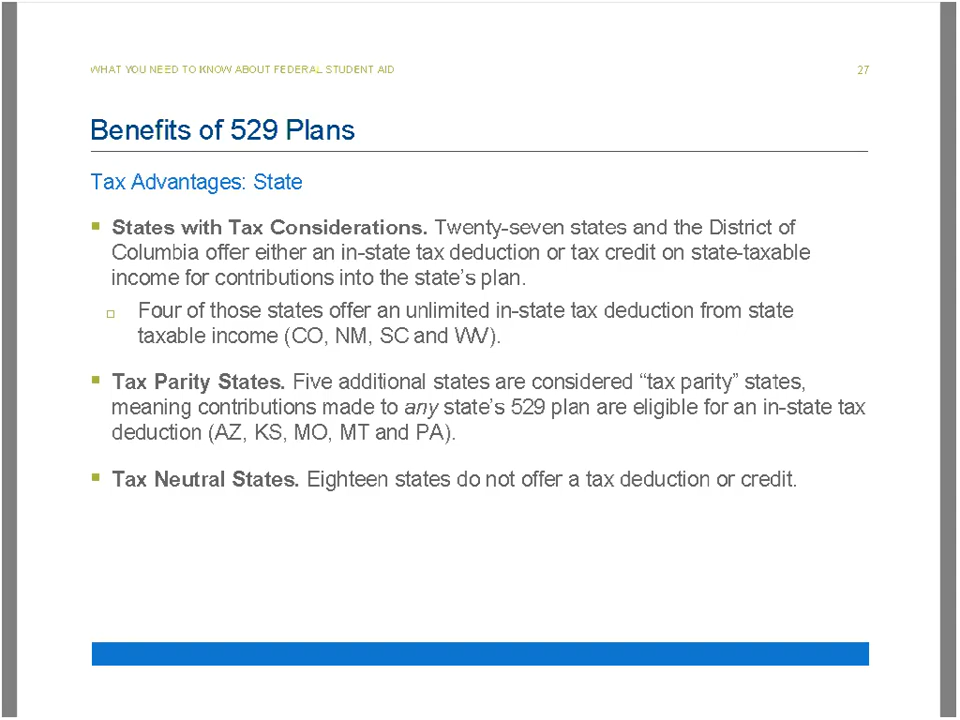 WHAT YOU NEED TO KNOW ABOUT FEDERAL STUDENT AID 27
Benefits of 529 Plans
Tax Advantages: State
States with Tax Considerations. Twenty-seven states and the District of
Columbia offer either an in-state tax deduction or tax credit on state-taxable
income for contributions into the state’s plan.
Four of those states offer an unlimited in-state tax deduction from state
taxable income (CO, NM, SC and WV).
Tax Parity States. Five additional states are considered “tax parity” states,
meaning contributions made to any state’s 529 plan are eligible for an in-state tax
deduction (AZ, KS, MO, MT and PA).
Tax Neutral States. Eighteen states do not offer a tax deduction or credit.